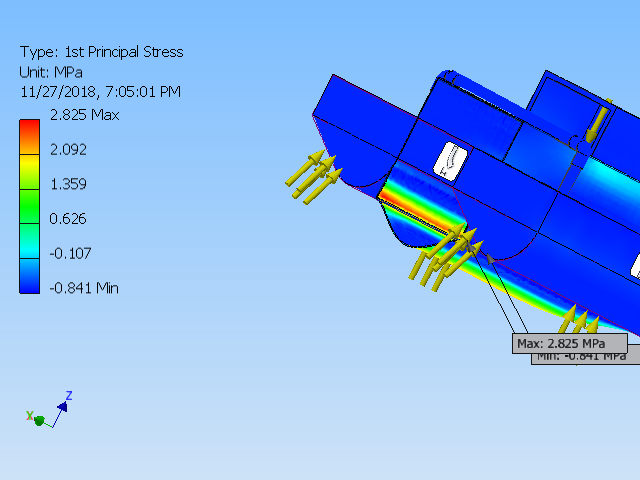 Type: 1st Principal Stress
Unit: MPa
11/27/2018, 7:05:01 PM
2.825 Max
2.092
1.359
0.626
-0.107
-0.841 Min
Max: 2.825 MPa
Min: -0.841 MPa
Z
X